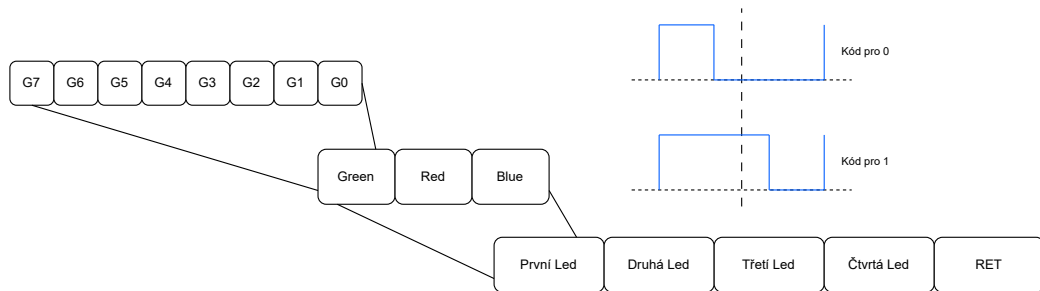 Kód pro 0
G7 G6 G5 G4 G3 G2 G1 G0
Kód pro 1
Green Red Blue
První Led Druhá Led Třetí Led Čtvrtá Led RET